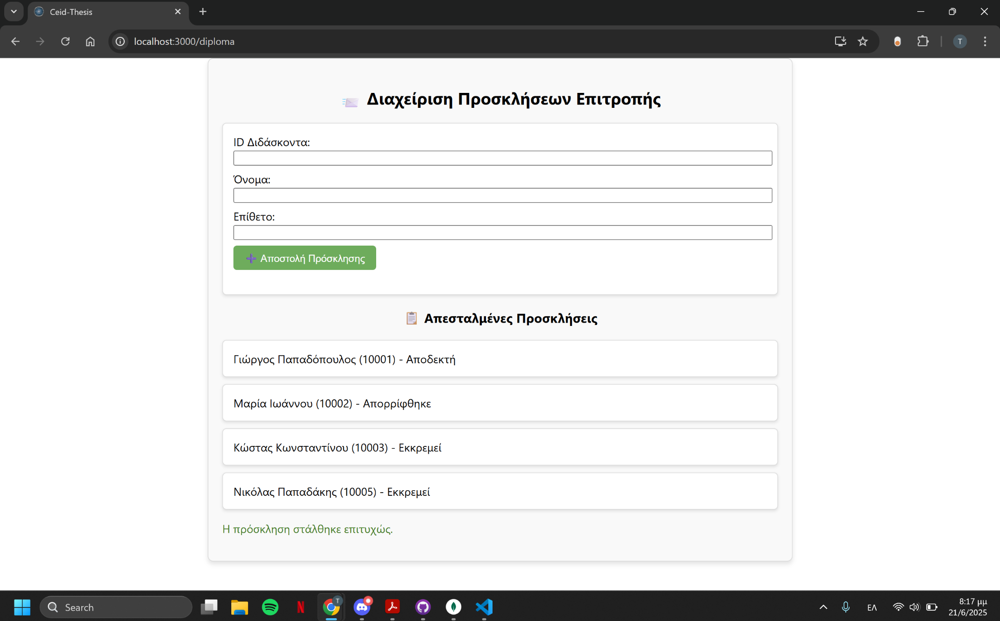 Ceid-Thesis
localhost:3000/diploma
T
Διαχείριση Προσκλήσεων Επιτροπής
ID Διδάσκοντα:
Όνομα:
Επίθετο:
Αποστολή Πρόσκλησης
Απεσταλμένες Προσκλήσεις
Γιώργος Παπαδόπουλος (10001) - Αποδεκτή
Μαρία Ιωάννου (10002) - Απορρίφθηκε
Κώστας Κωνσταντίνου (10003) - Εκκρεμεί
Νικόλας Παπαδάκης (10005) - Εκκρεμεί
Η πρόσκληση στάλθηκε επιτυχώς.
Search
T
ΕΛ
8:17 μμ
21/6/2025